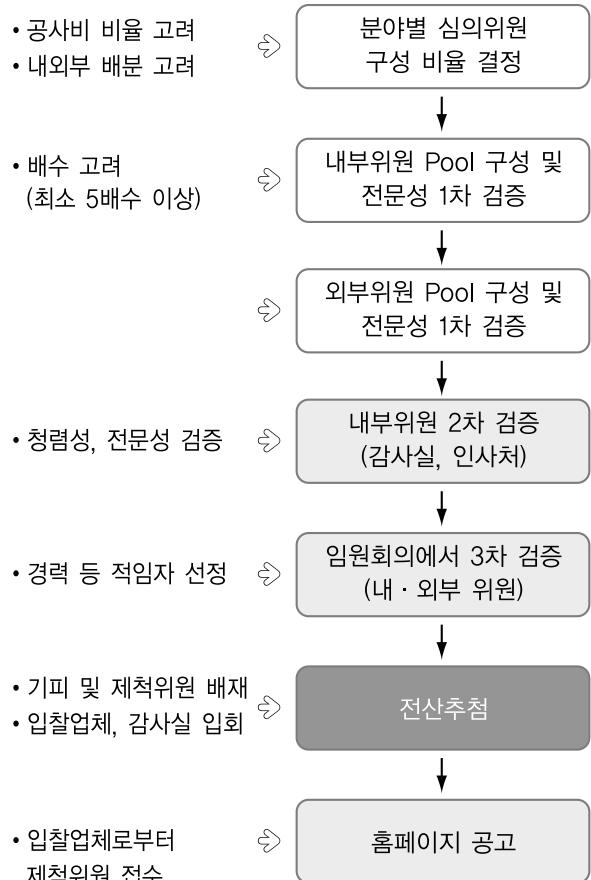 • 공사비 비율 고려
• 내외부 배분 고려
분야별 심의위원
구성 비율 결정
• 배수 고려
(최소 5배수 이상)
내부위원 Pool 구성 및
전문성 1차 검증
외부위원 Pool 구성 및
전문성 1차 검증
• 청렴성, 전문성 검증
내부위원 2차 검증
(감사실, 인사처)
• 경력 등 적임자 선정
임원회의에서 3차 검증
(내 · 외부 위원)
• 기피 및 제척위원 배재
• 입찰업체, 감사실 입회
전산추첨
• 입찰업체로부터
제척위원 접수
홈페이지 공고